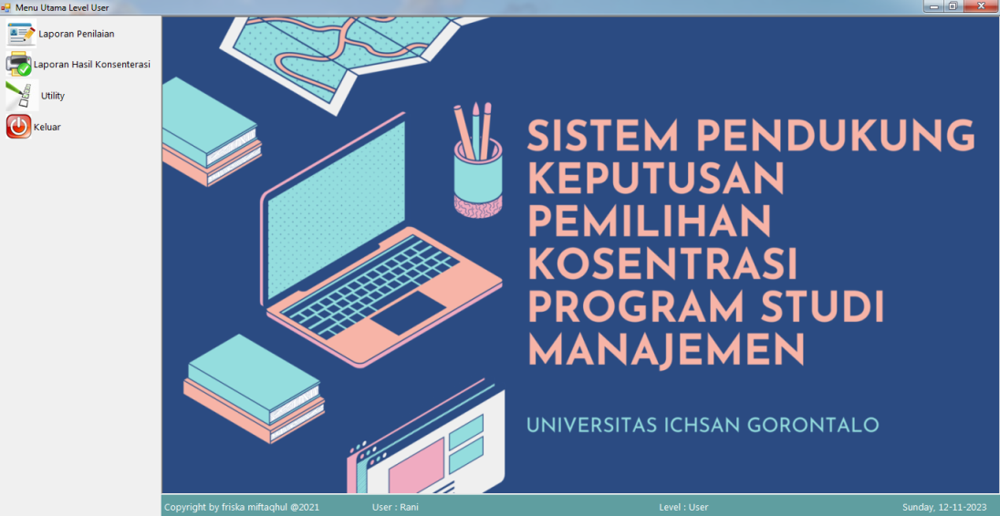 Menu Utama Level User
Laporan Penilaian
Laporan Hasil Konsenterasi
Utility
Keluar
SISTEM PENDUKUNG
KEPUTUSAN
PEMILIHAN
KOSENTRASI
PROGRAM STUDI
MANAJEMEN
UNIVERSITAS ICHSAN GORONTALO
Copyright by friska miftaqhul @2021 User : Rani Level : User Sunday, 12-11-2023